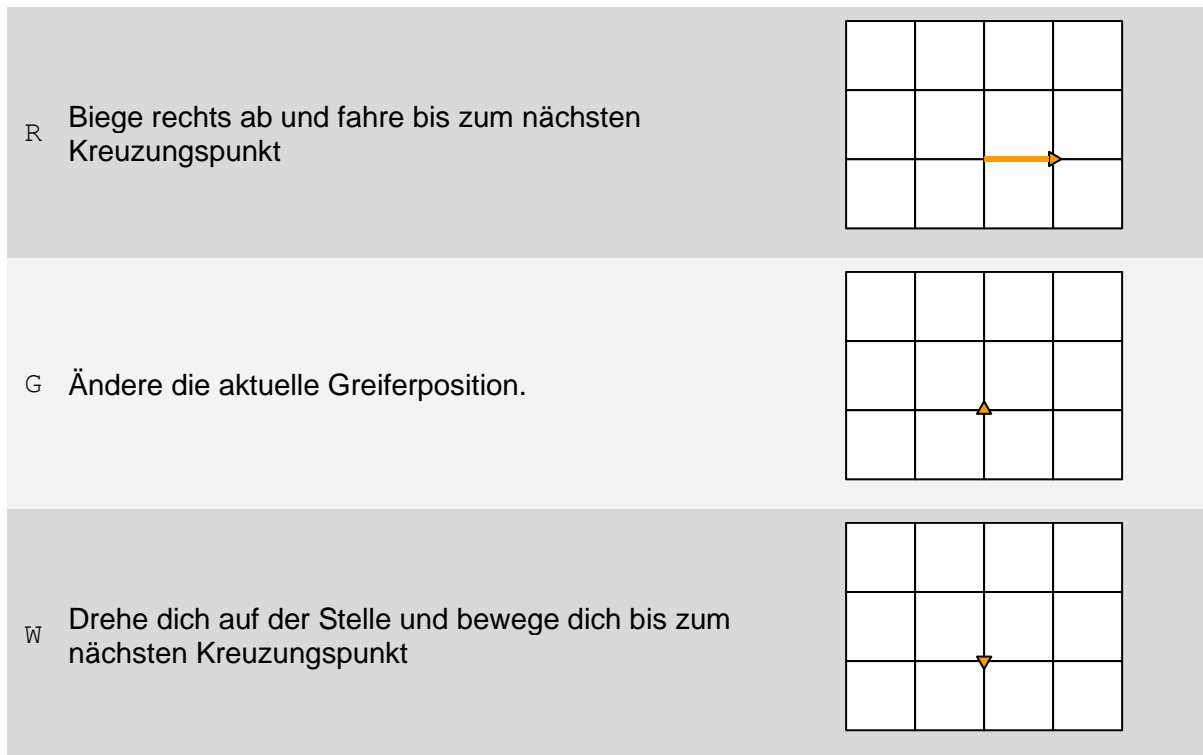 R
Biege rechts ab und fahre bis zum nächsten
Kreuzungspunkt
G
Ändere die aktuelle Greiferposition.
W
Drehe dich auf der Stelle und bewege dich bis zum
nächsten Kreuzungspunkt